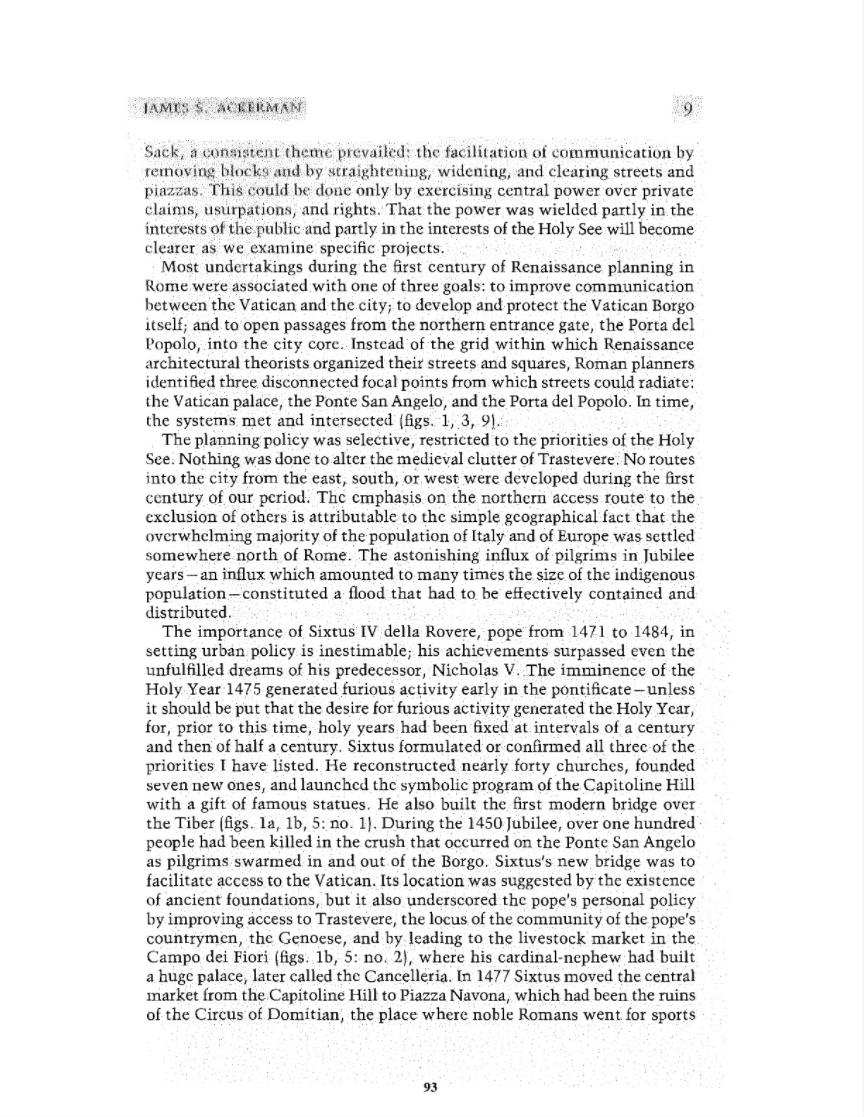 JAMES S. ACKERMAN 9
Sack, a consistent theme prevailed: the facilitation of communication by
removing blocks and by straightening, widening, and clearing streets and
piazzas. This could be done only by exercising central power over private
claims, usurpations, and rights. That the power was wielded partly in the
interests of the public and partly in the interests of the Holy See will become
clearer as we examine specific projects.
Most undertakings during the first century of Renaissance planning in
Rome were associated with one of three goals: to improve communication
between the Vatican and the city; to develop and protect the Vatican Borgo
itself; and to open passages from the northern entrance gate, the Porta del
Popolo, into the city core. Instead of the grid within which Renaissance
architectural theorists organized their streets and squares, Roman planners
identified three disconnected focal points from which streets could radiate:
the Vatican palace, the Ponte San Angelo, and the Porta del Popolo. In time,
the systems met and intersected (figs. 1, 3, 9).
The planning policy was selective, restricted to the priorities of the Holy
See. Nothing was done to alter the medieval clutter of Trastevere. No routes
into the city from the east, south, or west were developed during the first
century of our period. The emphasis on the northern access route to the
exclusion of others is attributable to the simple geographical fact that the
overwhelming majority of the population of Italy and of Europe was settled
somewhere north of Rome. The astonishing influx of pilgrims in Jubilee
years—an influx which amounted to many times the size of the indigenous
population—constituted a flood that had to be effectively contained and
distributed.
The importance of Sixtus IV della Rovere, pope from 1471 to 1484, in
setting urban policy is inestimable; his achievements surpassed even the
unfulfilled dreams of his predecessor, Nicholas V. The imminence of the
Holy Year 1475 generated furious activity early in the pontificate—unless
it should be put that the desire for furious activity generated the Holy Year,
for, prior to this time, holy years had been fixed at intervals of a century
and then of half a century. Sixtus formulated or confirmed all three of the
priorities I have listed. He reconstructed nearly forty churches, founded
seven new ones, and launched the symbolic program of the Capitoline Hill
with a gift of famous statues. He also built the first modern bridge over
the Tiber (figs. 1a, 1b, 5: no. 1). During the 1450 Jubilee, over one hundred
people had been killed in the crush that occurred on the Ponte San Angelo
as pilgrims swarmed in and out of the Borgo. Sixtus's new bridge was to
facilitate access to the Vatican. Its location was suggested by the existence
of ancient foundations, but it also underscored the pope's personal policy
by improving access to Trastevere, the locus of the community of the pope's
countrymen, the Genoese, and by leading to the livestock market in the
Campo dei Fiori (figs. 1b, 5: no. 2), where his cardinal-nephew had built
a huge palace, later called the Cancelleria. In 1477 Sixtus moved the central
market from the Capitoline Hill to Piazza Navona, which had been the ruins
of the Circus of Domitian, the place where noble Romans went for sports
93